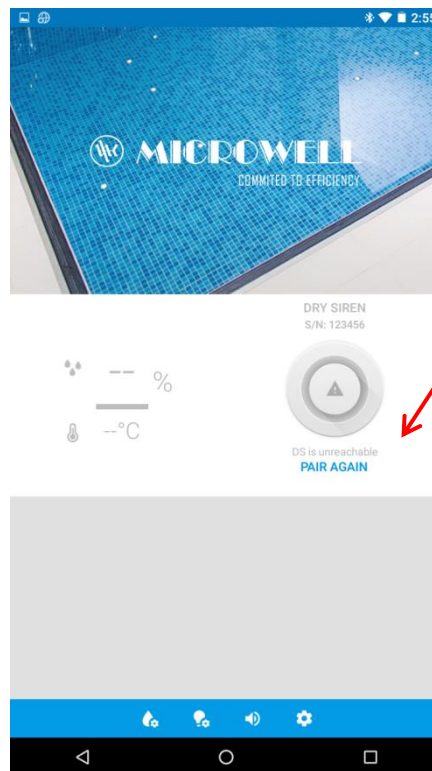 2:55
MICROWELL
COMMITED TO EFFICIENCY
DRY SIREN
S/N: 123456
-- %
--°C
DS is unreachable
PAIR AGAIN